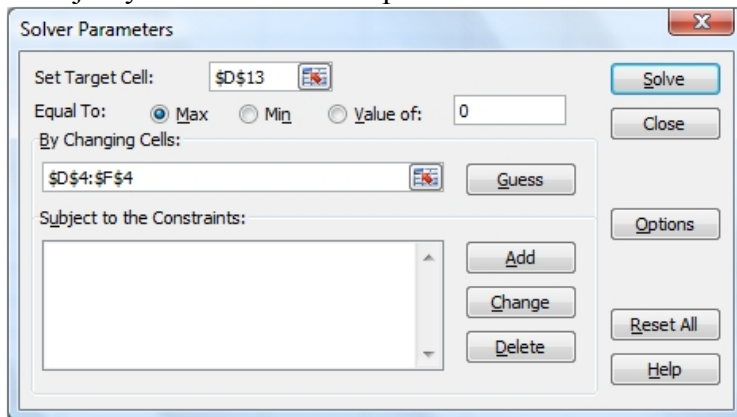 Solver Parameters
X
Set Target Cell: $D$13
Solve
Equal To: Max Min Value of: 0
Close
By Changing Cells:
$D$4:$F$4
Guess
Subject to the Constraints:
Options
Add
Change
Reset All
Delete
Help